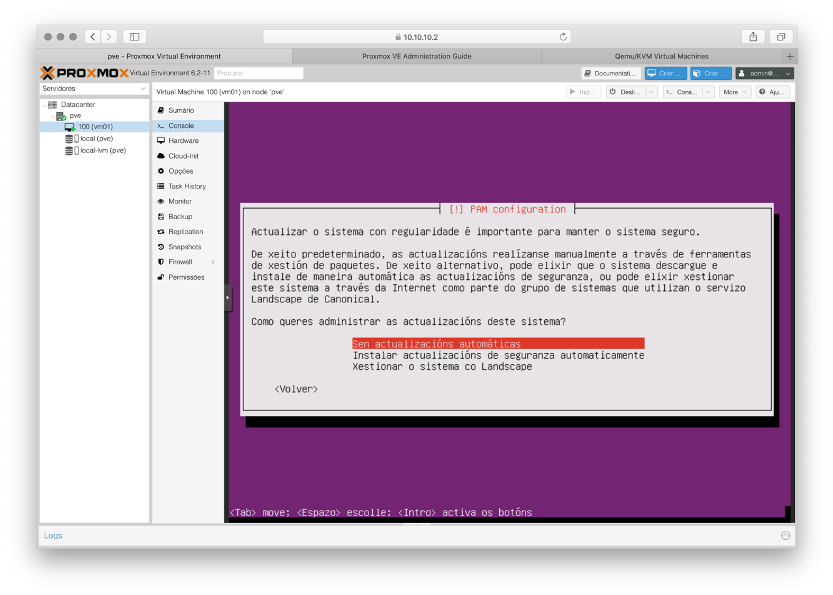 10.10.10.2
pve - Proxmox Virtual Environment
Proxmox VE Administration Guide
Qemu/KVM Virtual Machines
PROXMOX Virtual Environment 6.2-11
Procurar
Documentati...
Criar ...
Criar ...
admin@...
Servidores
Virtual Machine 100 (vm01) on node 'pve'
Inic...
Desli...
Cons...
More
Aju...
Datacenter
pve
100 (vm01)
local (pve)
local-lvm (pve)
Sumário
Console
Hardware
Cloud-Init
Opções
Task History
Monitor
Backup
Replication
Snapshots
Firewall
Permissões
[!] PAM configuration
Actualizar o sistema con regularidade é importante para manter o sistema seguro.
De xeito predeterminado, as actualizacións realízanse manualmente a través de ferramentas
de xestión de paquetes. De xeito alternativo, pode elixir que o sistema descargue e
instale de maneira automática as actualizacións de seguranza, ou pode elixir xestionar
este sistema a través da Internet como parte do grupo de sistemas que utilizan o servizo
Landscape de Canonical.
Como queres administrar as actualizacións deste sistema?
Sen actualizacións automáticas
Instalar actualizacións de seguranza automaticamente
Xestionar o sistema co Landscape
<Volver>
<Tab> move; <Espazo> escolle; <Intro> activa os botóns
Logs